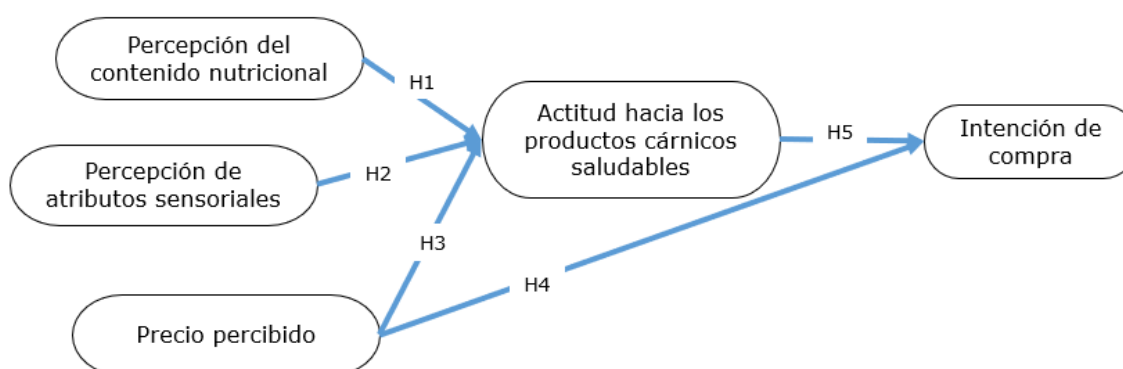 Percepción del
contenido nutricional
H1
Actitud hacia los
productos cárnicos
saludables
H5
Intención de
compra
Percepción de
atributos sensoriales
H2
H3
H4
Precio percibido